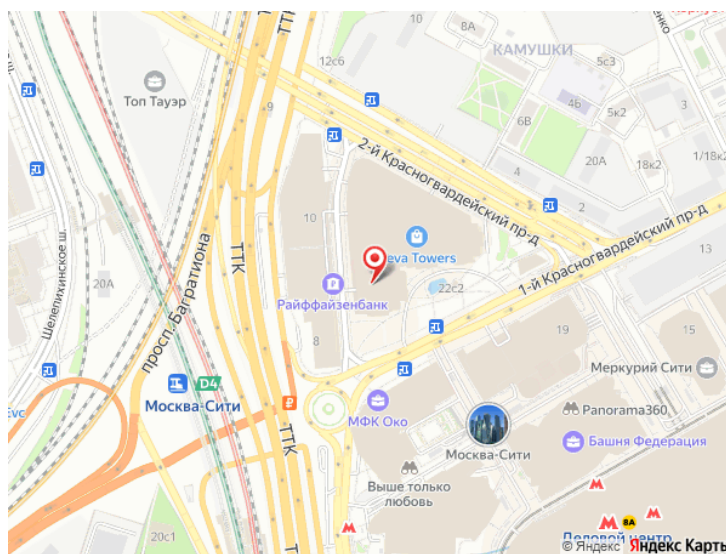 ТТК
12с6
8А
КАМУШКИ
5с3
Топ Тауэр
4Б
5к2
3
6В
13
10
2-й Красногвардейский пр-д
20А
18к2
1/18к2
4
2
10
просп. Багратиона
ТТК
Шелепихинское ш.
20А
eva Towers
1-й Красногвардейский пр-д
Райффайзенбанк
22с2
8
19
15
Меркурий Сити
D4
Москва-Сити
МФК Око
Panorama360
Башня Федерация
Москва-Сити
ТТК
Выше только
любовь
20с1
8А
Деловой центр
© Яндекс Яндекс Карты